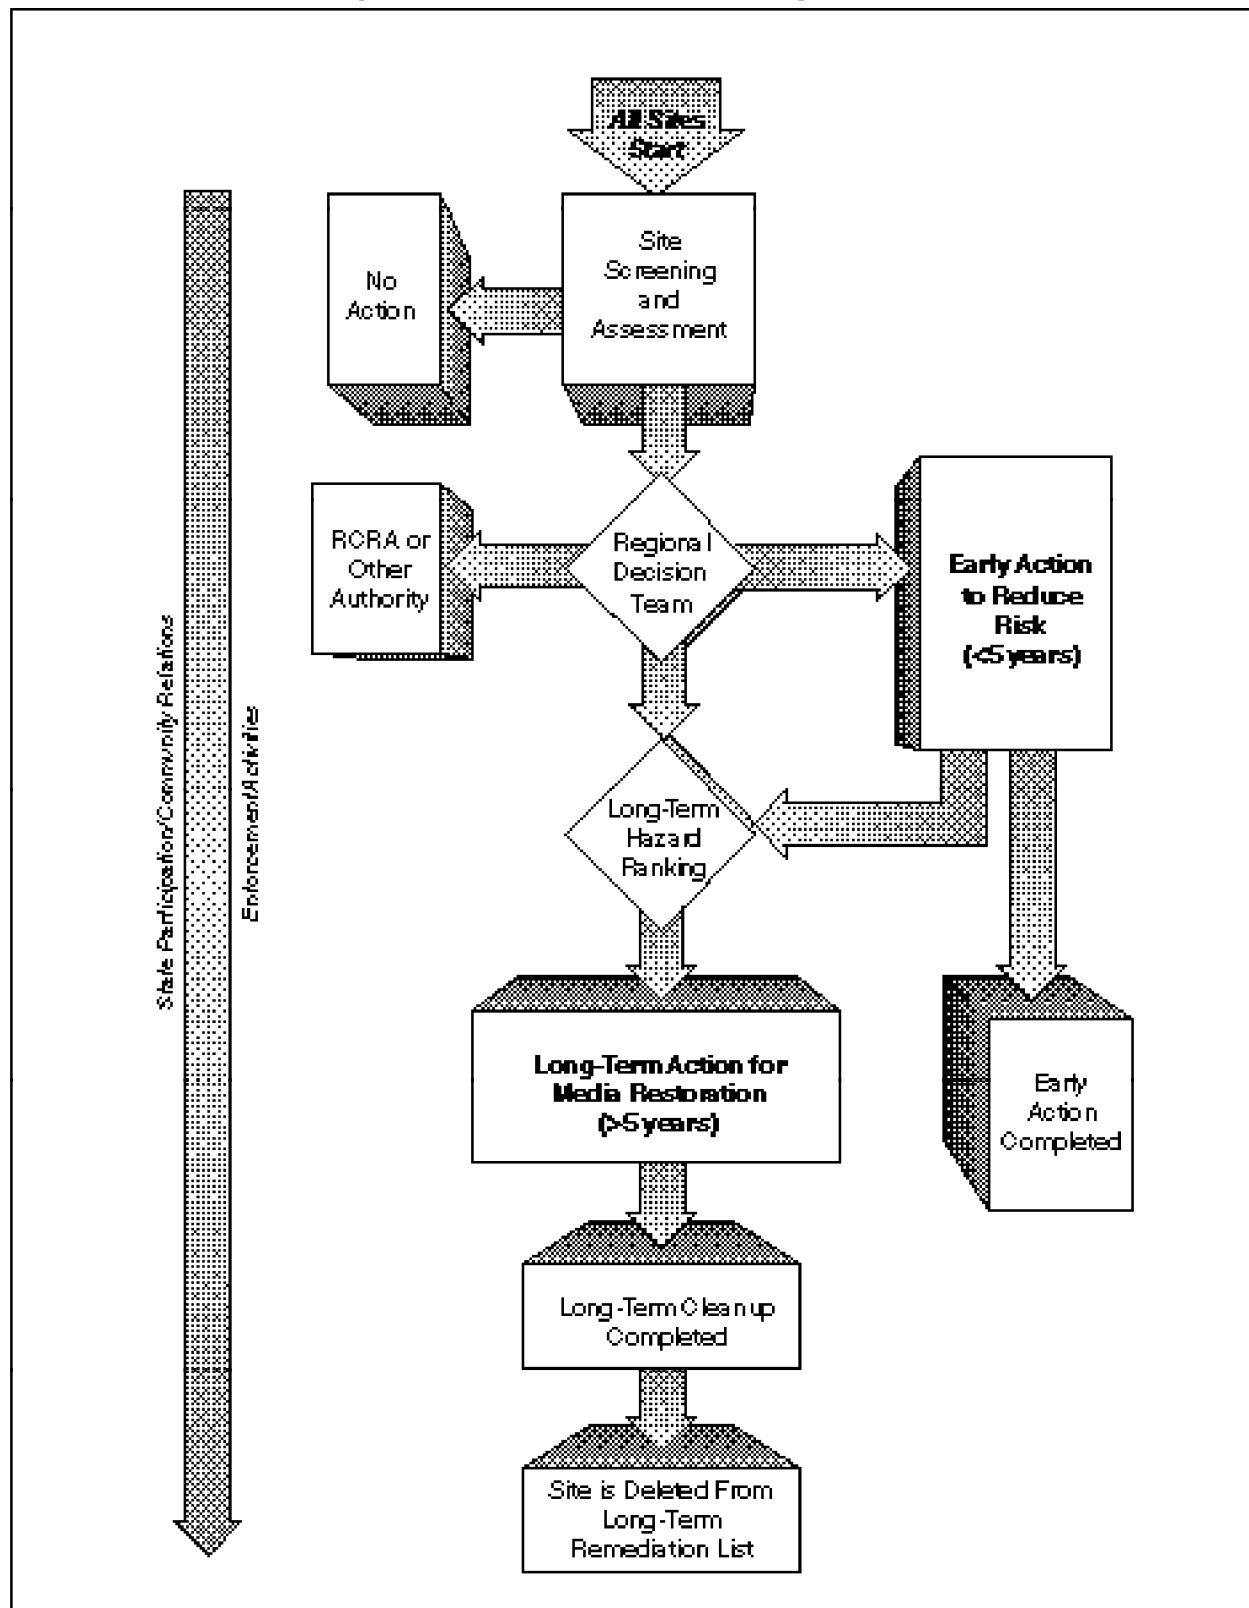 All Sites
Start
Site
Screening
and
Assessment
No
Action
RCRA or
Other
Authority
Regional
Decision
Team
Early Action
to Reduce
Risk
(<5 years)
State Participation/Community Relations
Enforcement/Activities
Long-Term
Hazard
Ranking
Long-Term Action for
Media Restoration
(>5 years)
Early
Action
Completed
Long-Term Cleanup
Completed
Site is Deleted From
Long-Term
Remediation List